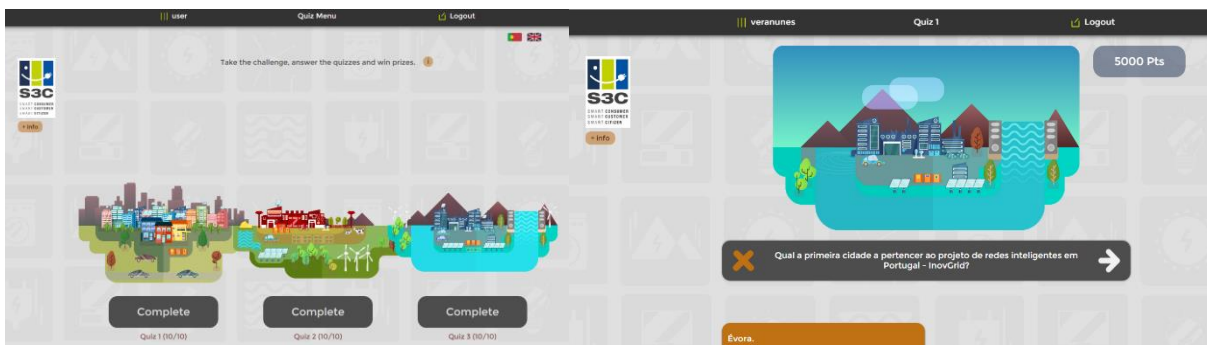 user
Quiz Menu
Logout
Take the challenge, answer the quizzes and win prizes.
i
S3C
SMART CONSUMER
SMART CUSTOMER
SMART CITIZEN
+ Info
Complete
Complete
Complete
Quiz 1 (10/10)
Quiz 2 (10/10)
Quiz 3 (10/10)
veranunes
Quiz 1
Logout
5000 Pts
S3C
SMART CONSUMER
SMART CUSTOMER
SMART CITIZEN
+ Info
Qual a primeira cidade a pertencer ao projeto de redes inteligentes em
Portugal - InovGrid?
Évora.